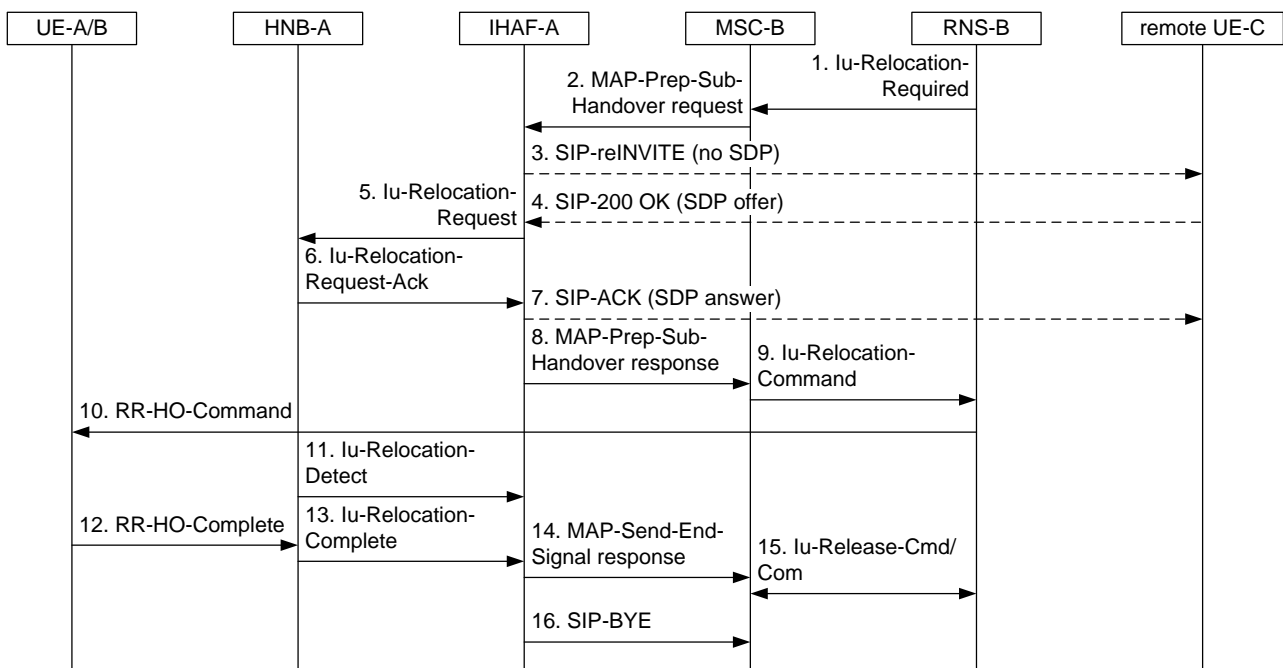 UE-A/B
HNB-A
IHAF-A
MSC-B
RNS-B
remote UE-C
1. Iu-Relocation-
Required
2. MAP-Prep-Sub-
Handover request
3. SIP-reINVITE (no SDP)
4. SIP-200 OK (SDP offer)
5. Iu-Relocation-
Request
6. Iu-Relocation-
Request-Ack
7. SIP-ACK (SDP answer)
8. MAP-Prep-Sub-
Handover response
9. Iu-Relocation-
Command
10. RR-HO-Command
11. Iu-Relocation-
Detect
12. RR-HO-Complete
13. Iu-Relocation-
Complete
14. MAP-Send-End-
Signal response
15. Iu-Release-Cmd/
Com
16. SIP-BYE